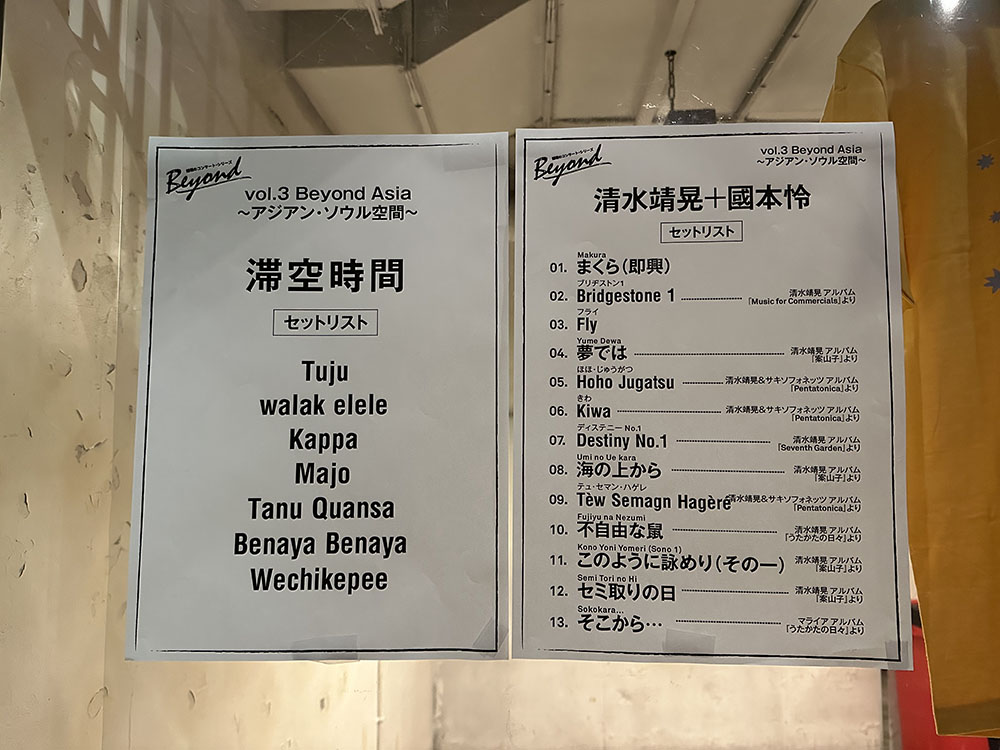 Beyond
vol.3 Beyond Asia
～アジアン・ソウル空間～
滞空時間
セットリスト
Tuju
walak elele
Kappa
Majo
Tanu Quansa
Benaya Benaya
Wechikepee
Beyond
vol.3 Beyond Asia
～アジアン・ソウル空間～
清水靖晃＋國本怜
セットリスト
Makura
01. まくら（即興）
ブリヂストン1
02. Bridgestone 1 清水靖晃 アルバム
『Music for Commercials』より
フライ
03. Fly
Yume Dewa
04. 夢では 清水靖晃 アルバム
『案山子』より
ほほ・じゅうがつ
05. Hoho Jugatsu 清水靖晃＆サキソフォネッツ アルバム
『Pentatonica』より
きわ
06. Kiwa 清水靖晃＆サキソフォネッツ アルバム
『Pentatonica』より
ディステニー No.1
07. Destiny No.1 清水靖晃 アルバム
『Seventh Garden』より
Umi no Ue kara
08. 海の上から 清水靖晃 アルバム
『案山子』より
テュ・セマン・ハゲレ
09. Tèw Semagn Hagèrè 清水靖晃＆サキソフォネッツ アルバム
『Pentatonica』より
Fujiyu na Nezumi
10. 不自由な鼠 清水靖晃 アルバム
『うたかたの日々』より
Kono Yoni Yomeri (Sono 1)
11. このように詠めり（その一） 清水靖晃 アルバム
『案山子』より
Semi Tori no Hi
12. セミ取りの日 清水靖晃 アルバム
『案山子』より
Sokokara...
13. そこから… マライア アルバム
『うたかたの日々』より